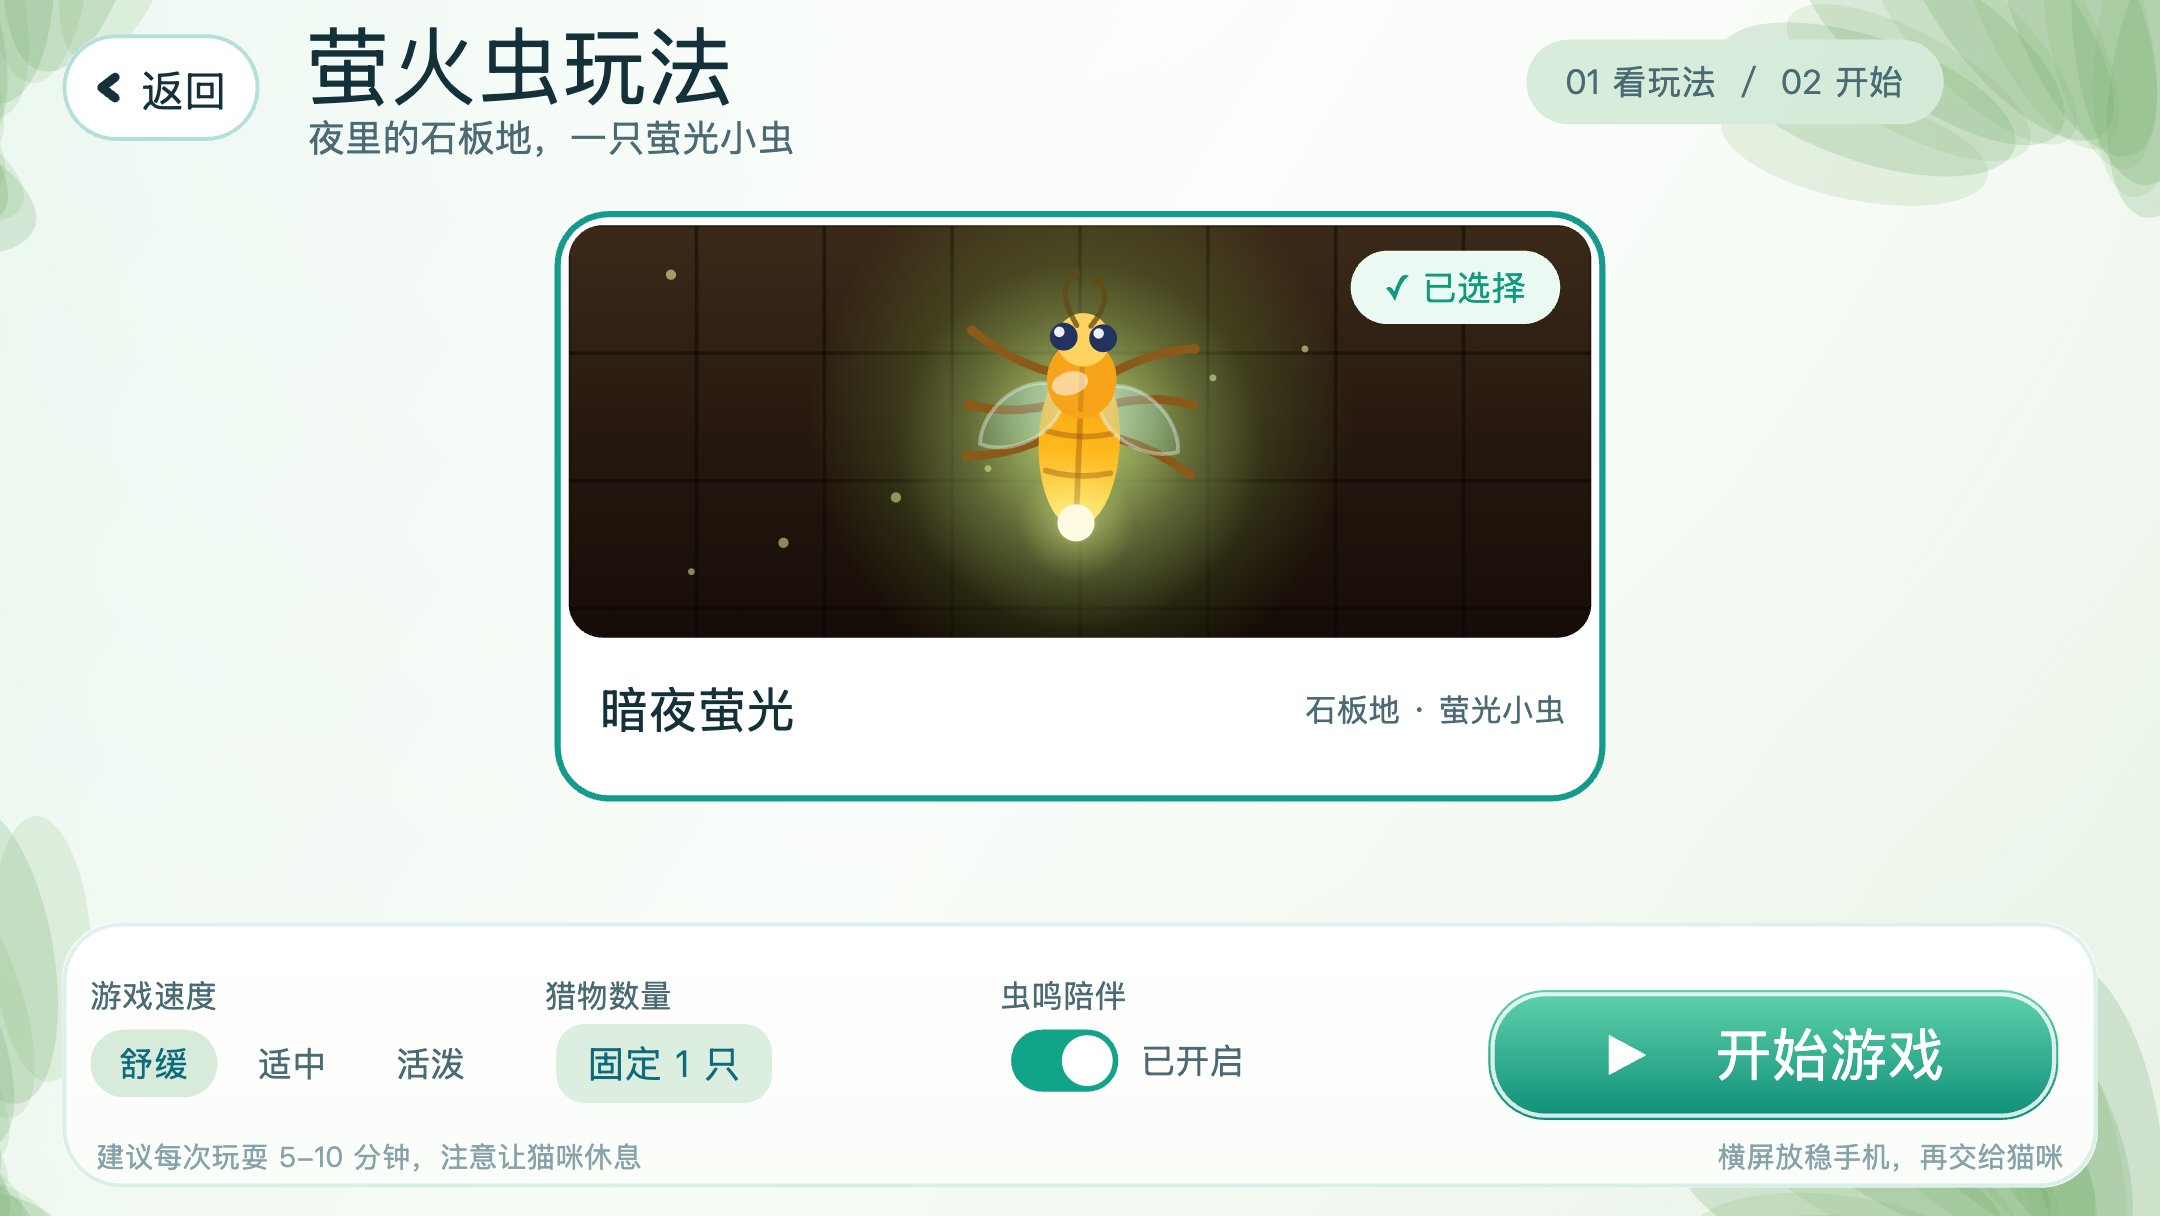 返回
萤火虫玩法
夜里的石板地，一只萤光小虫
01 看玩法 / 02 开始
✓ 已选择
暗夜萤光
石板地 · 萤光小虫
游戏速度
舒缓 适中 活泼
猎物数量
固定 1 只
虫鸣陪伴
已开启
开始游戏
建议每次玩耍 5–10 分钟，注意让猫咪休息
横屏放稳手机，再交给猫咪